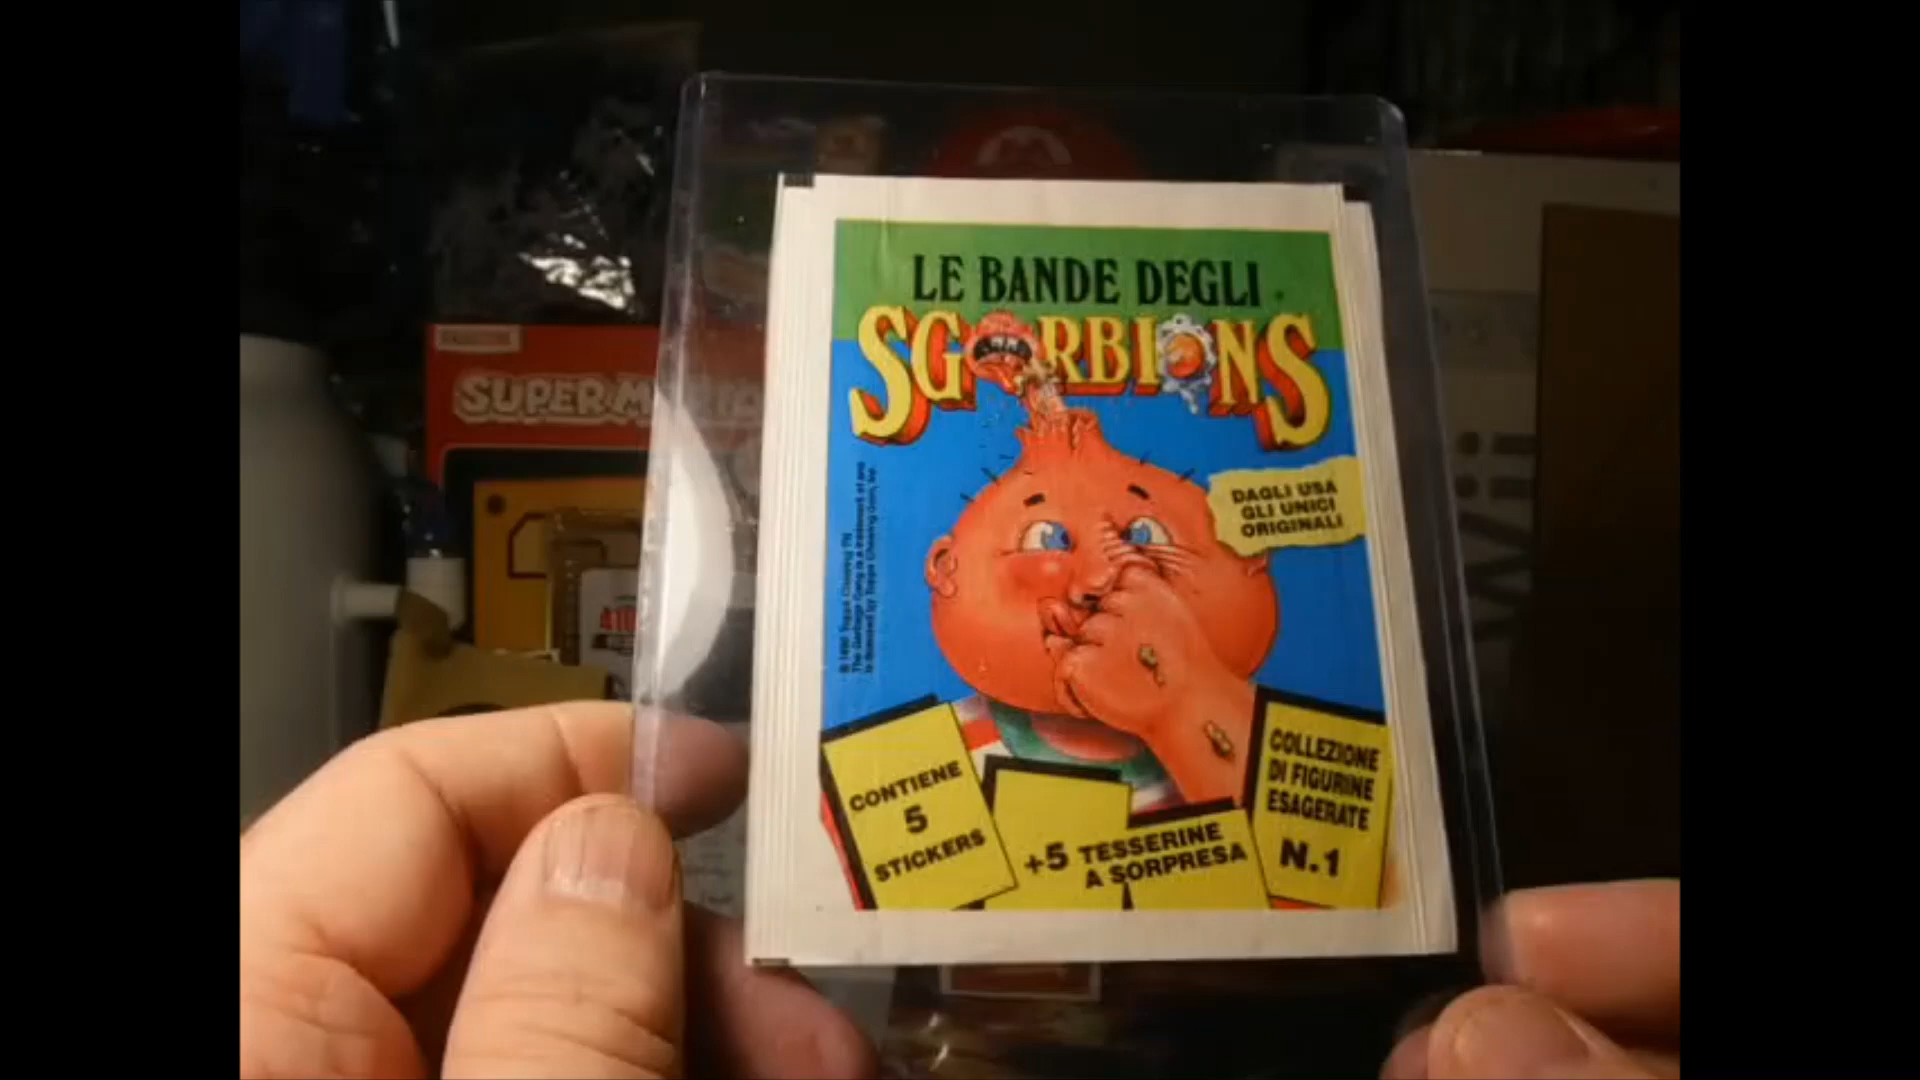 LE BANDE DEGLI
SGORBIONS
DAGLI USA
GLI UNICI
ORIGINALI
CONTIENE
5
STICKERS
+5 TESSERINE
A SORPRESA
COLLEZIONE
DI FIGURINE
ESAGERATE
N.1
SUPER MARIO